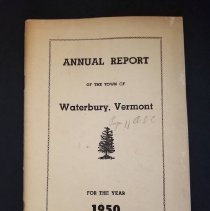 ANNUAL REPORT
OF THE TOWN OF
Waterbury, Vermont
FOR THE YEAR
1950